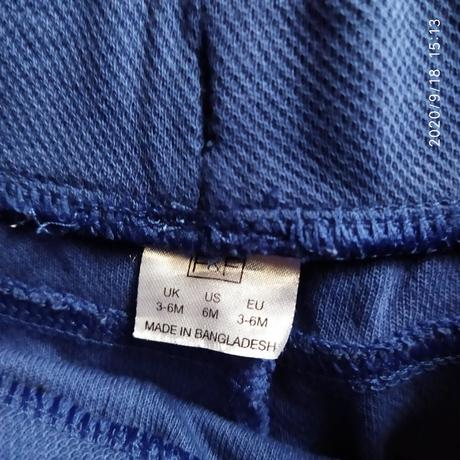 2020/9/18 15:13
F&F
UK US EU
3-6M 6M 3-6M
MADE IN BANGLADESH